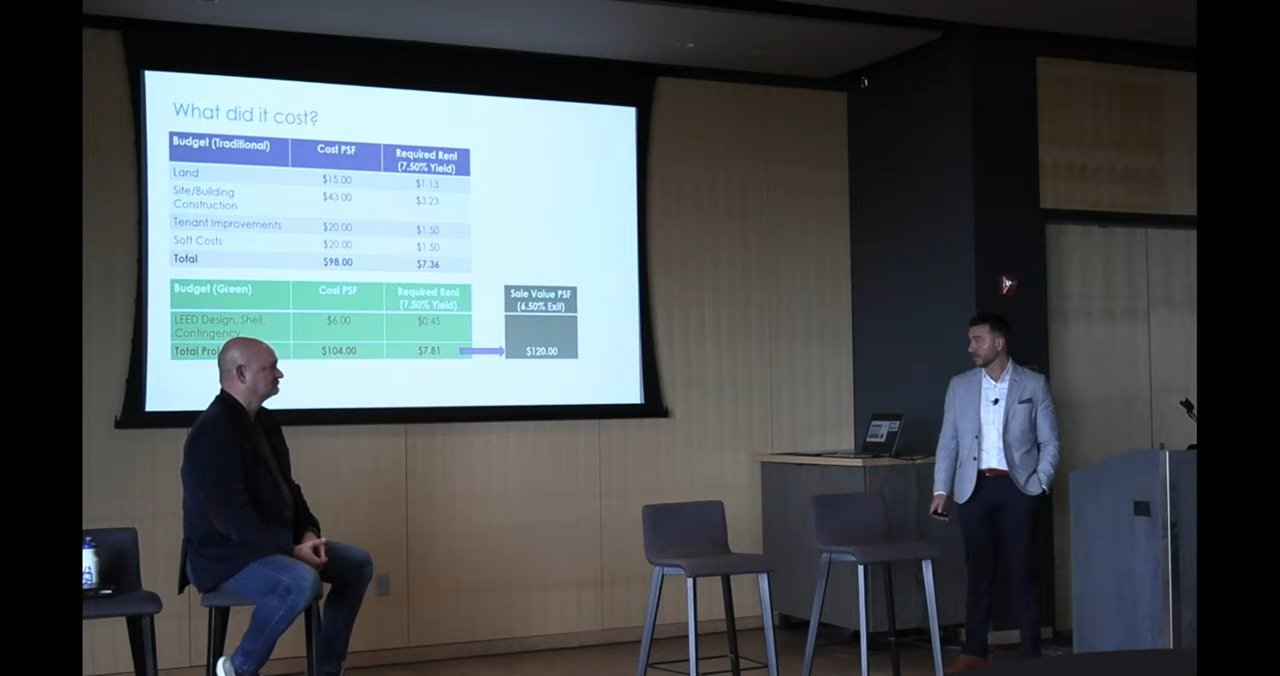 What did it cost?
Budget (Traditional) Cost PSF Required Rent
(7.50% Yield)
Land $15.00 $1.13
Site/Building $43.00 $3.23
Construction
Tenant Improvements $20.00 $1.50
Soft Costs $20.00 $1.50
Total $98.00 $7.36
Budget (Green) Cost PSF Required Rent
(7.50% Yield)
LEED Design, Shell, $6.00 $0.45
Contingency
Total $104.00 $7.81
Sale Value PSF
(6.50% Exit)
$120.00